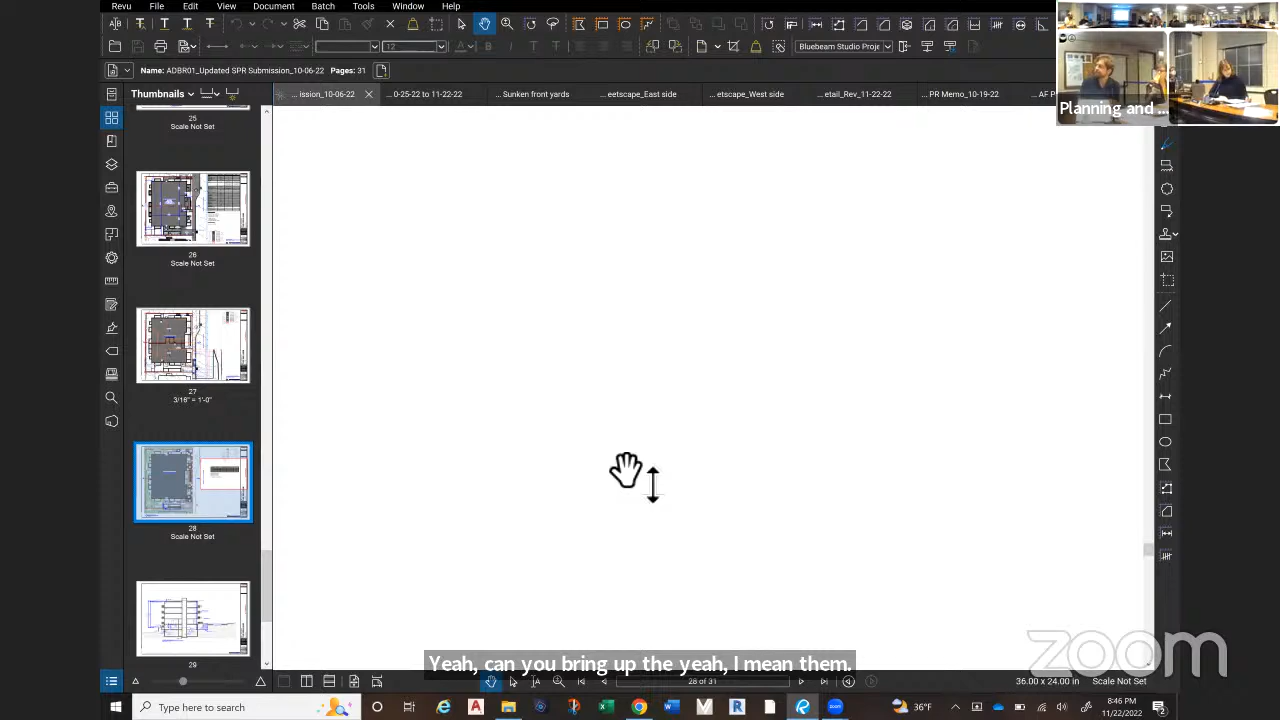 Revu File Edit View Document Batch Tools Window Help
12
Bluebeam Studio Proje
Name: ADBR01_Updated SPR Submission_10-06-22 Pages: 31
Thumbnails
... ission_10-06-22
...0-25-22 to 11-22-22
...Sunken front yards
...eetscape_East side
...etscape_West side
...etail_Rev_11-22-22
...PR Memo_10-19-22
...AF P
Planning and ...
25
Scale Not Set
26
Scale Not Set
27
3/16" = 1'-0"
28
Scale Not Set
29
Yeah, can you bring up the yeah, I mean them.
zoom
28 of 31
36.00 x 24.00 in
Scale Not Set
Type here to search
36°F
8:46 PM
11/22/2022
2